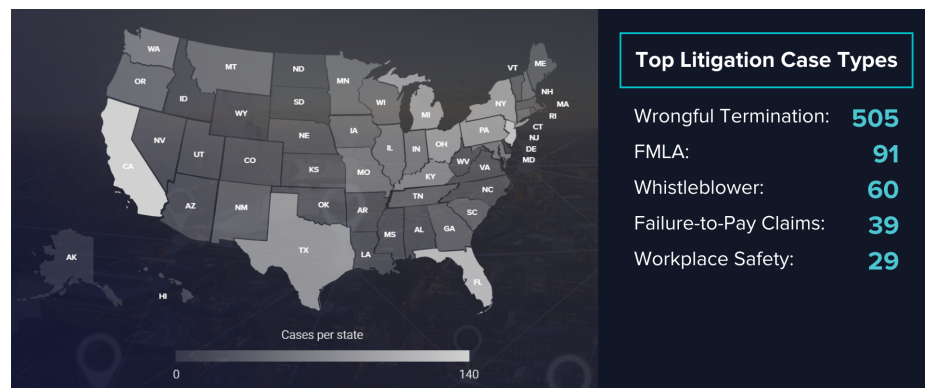 WA
OR
CA
ID
NV
MT
WY
UT
AZ
CO
NM
ND
SD
NE
KS
OK
TX
MN
IA
MO
AR
LA
WI
IL
MI
IN
OH
KY
TN
MS
AL
GA
FL
SC
NC
VA
WV
PA
NY
VT
ME
NH
MA
RI
CT
NJ
DE
MD
AK
HI
Cases per state
0 140
Top Litigation Case Types
Wrongful Termination: 505
FMLA: 91
Whistleblower: 60
Failure-to-Pay Claims: 39
Workplace Safety: 29